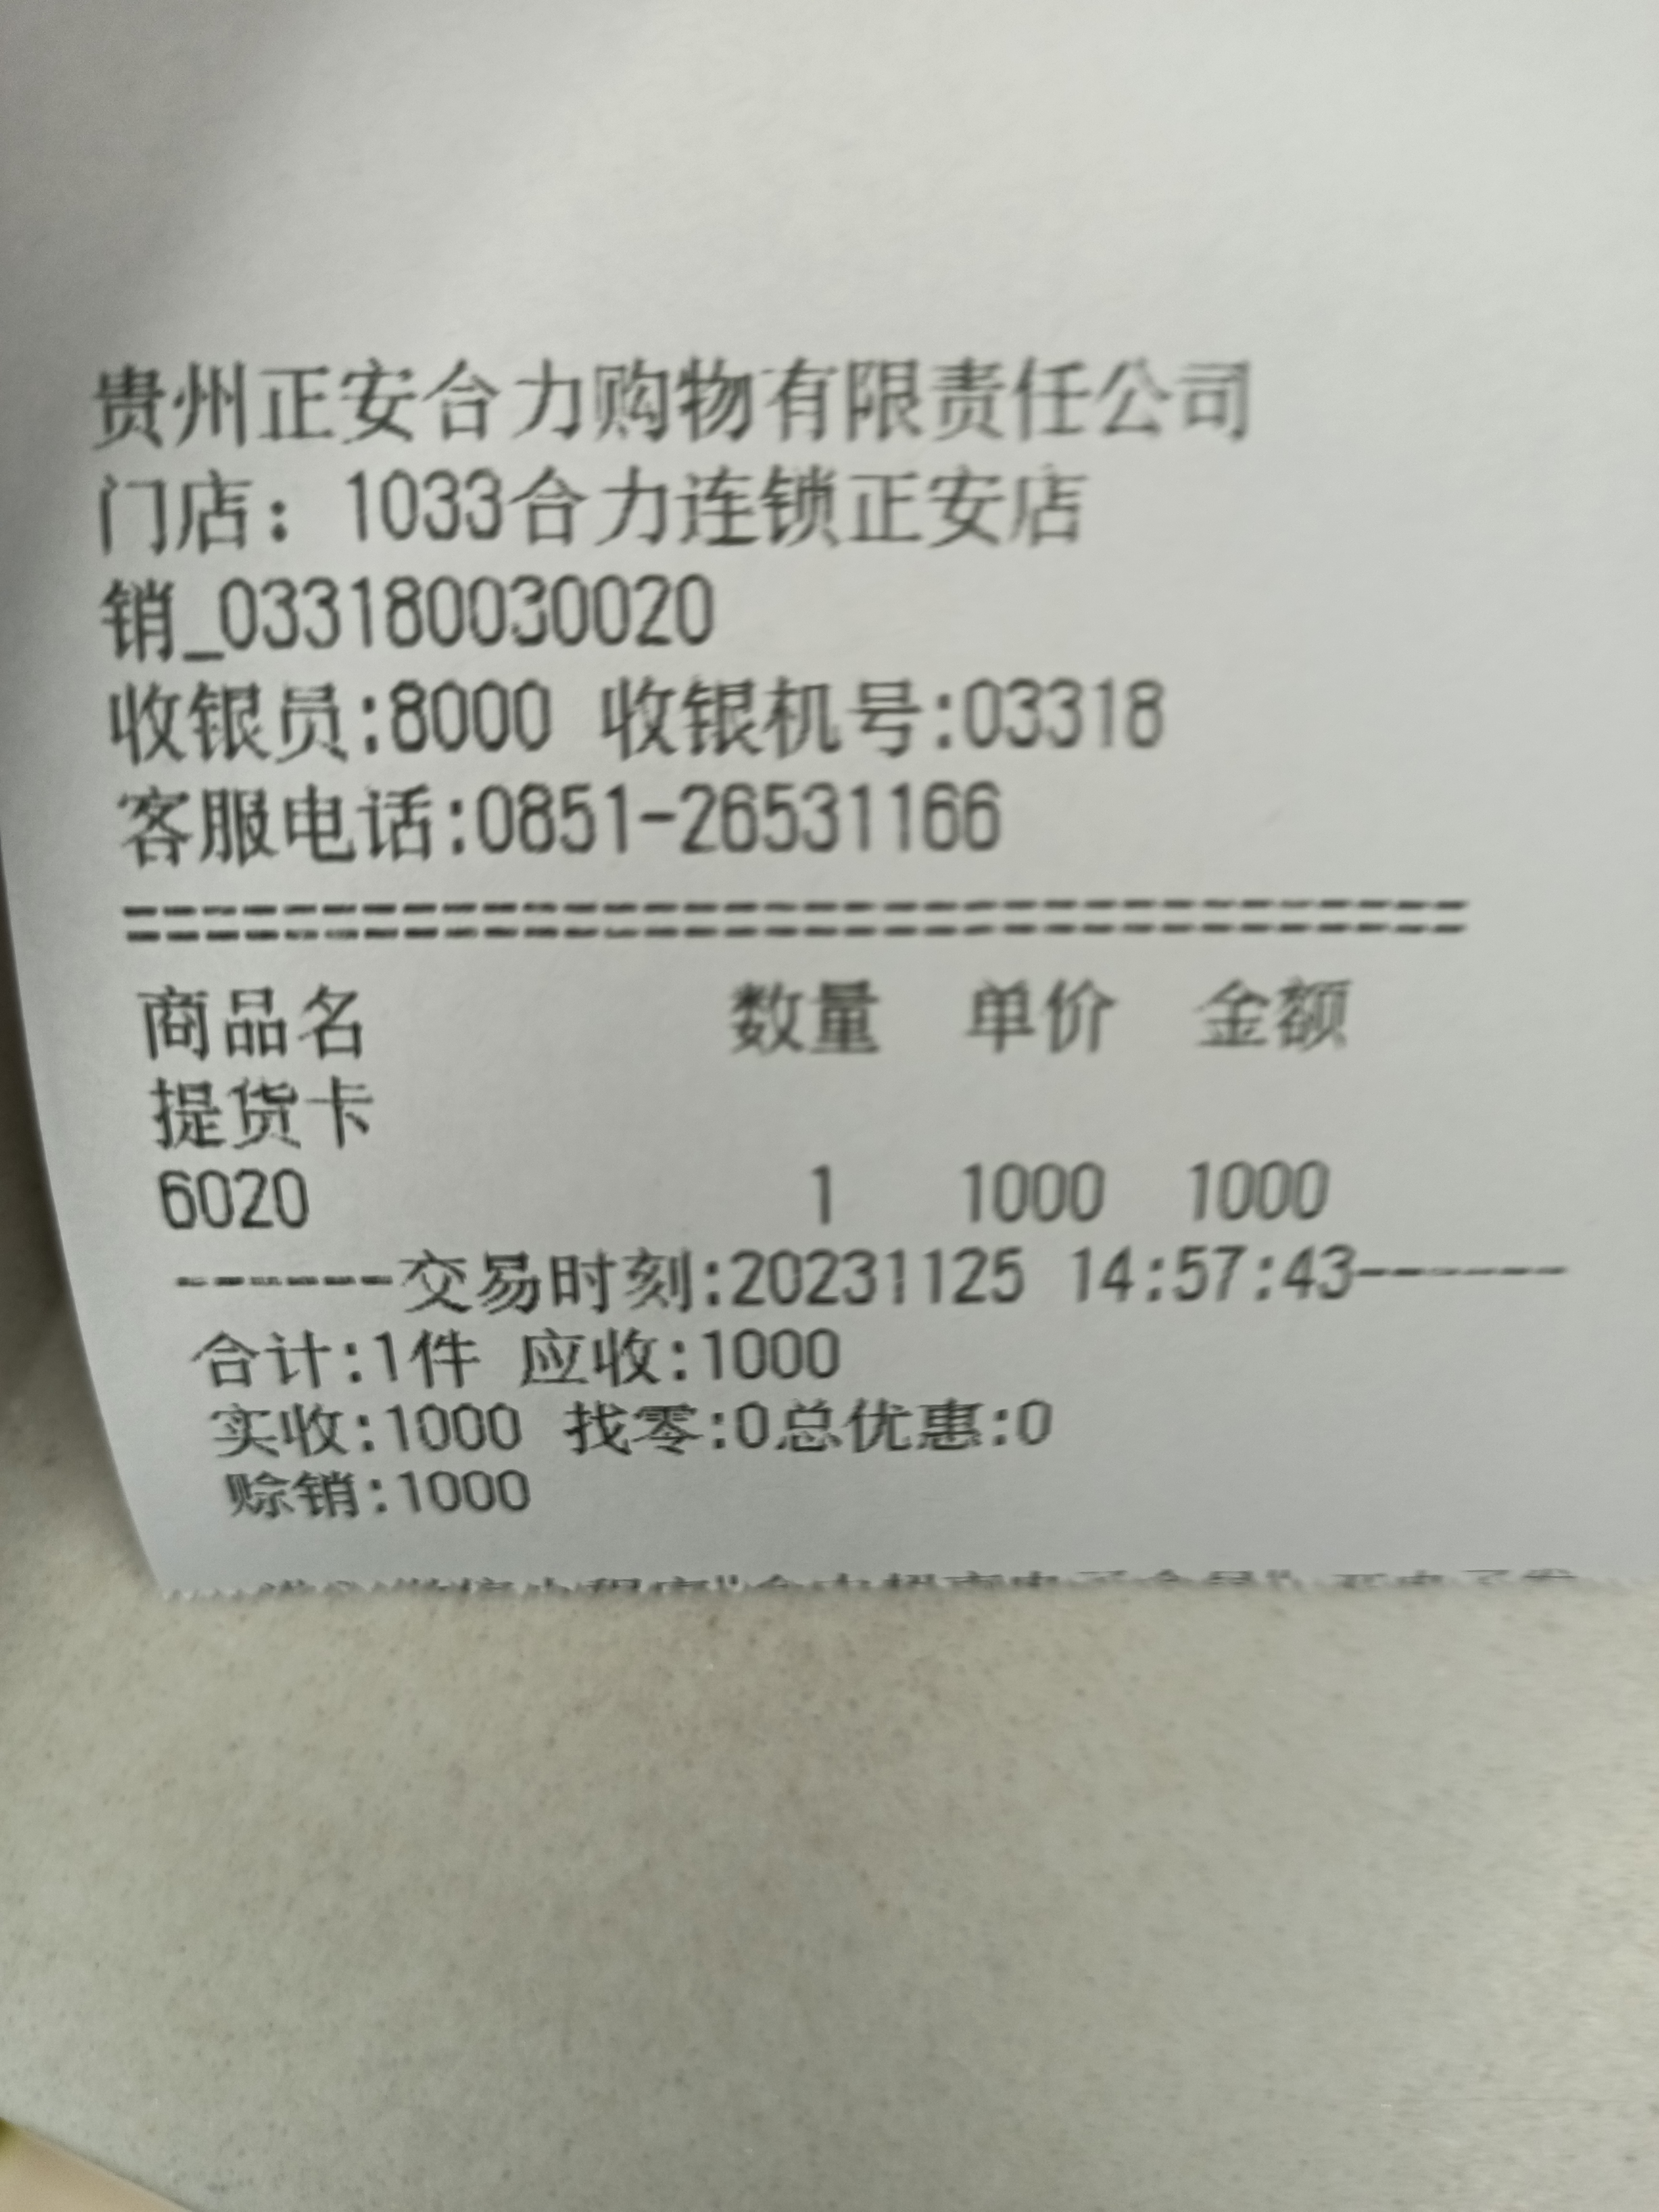 贵州正安合力购物有限责任公司
门店：1033合力连锁正安店
销_033180030020
收银员:8000 收银机号:03318
客服电话:0851-26531166
================================
商品名 数量 单价 金额
提货卡
6020 1 1000 1000
------交易时刻:20231125 14:57:43------
合计:1件 应收:1000
实收:1000 找零:0总优惠:0
赊销:1000